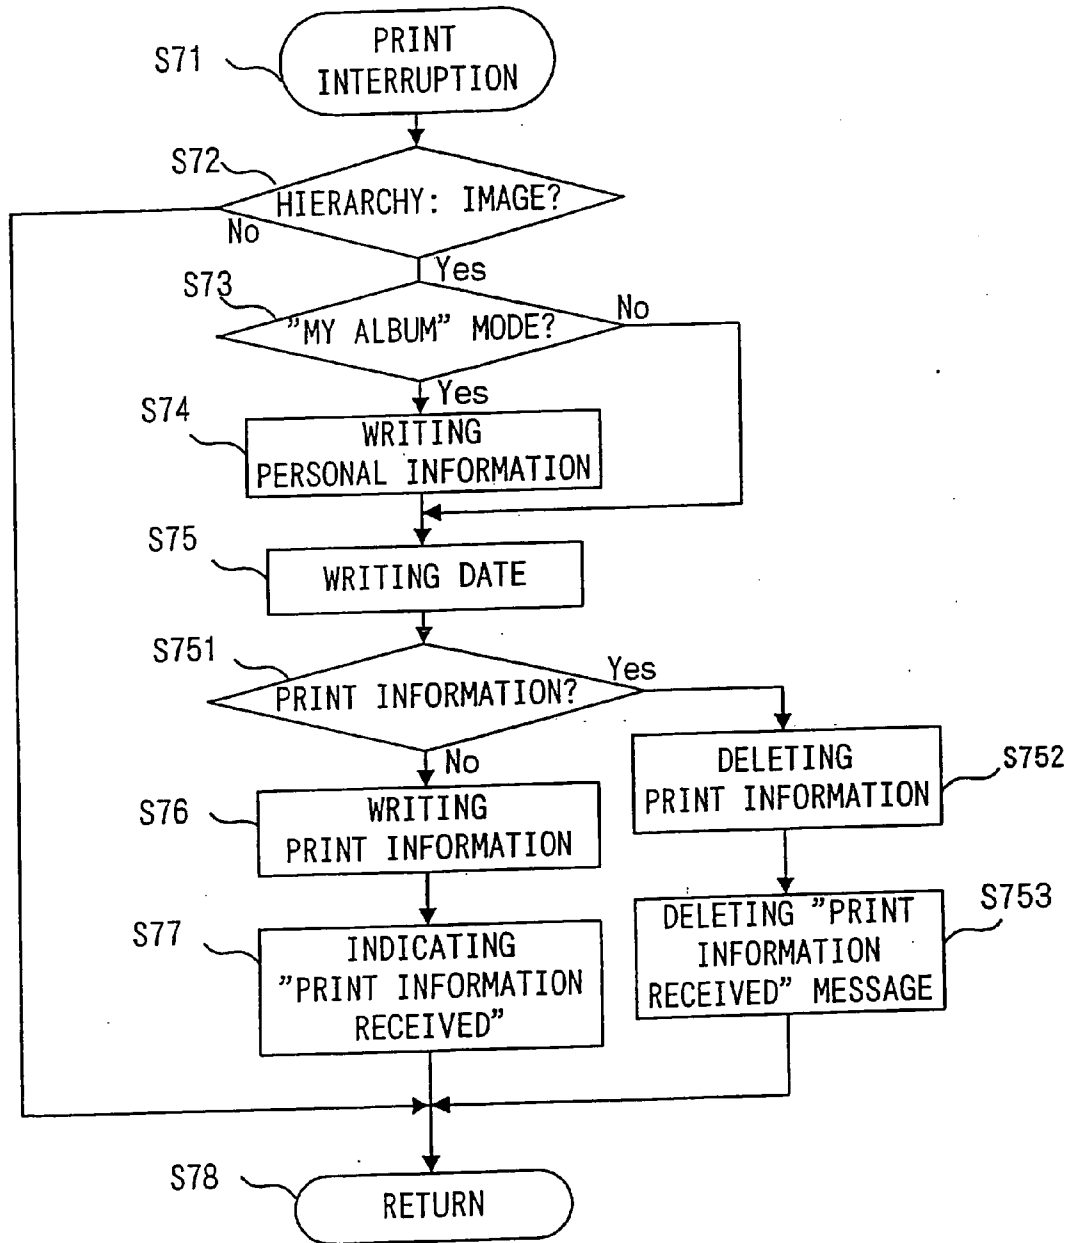 S71
PRINT
INTERRUPTION
S72
HIERARCHY: IMAGE?
No
Yes
S73
"MY ALBUM" MODE?
No
Yes
S74
WRITING
PERSONAL INFORMATION
S75
WRITING DATE
S751
PRINT INFORMATION?
Yes
No
S76
WRITING
PRINT INFORMATION
DELETING
PRINT INFORMATION
S752
S77
INDICATING
"PRINT INFORMATION
RECEIVED"
DELETING "PRINT
INFORMATION
RECEIVED" MESSAGE
S753
S78
RETURN